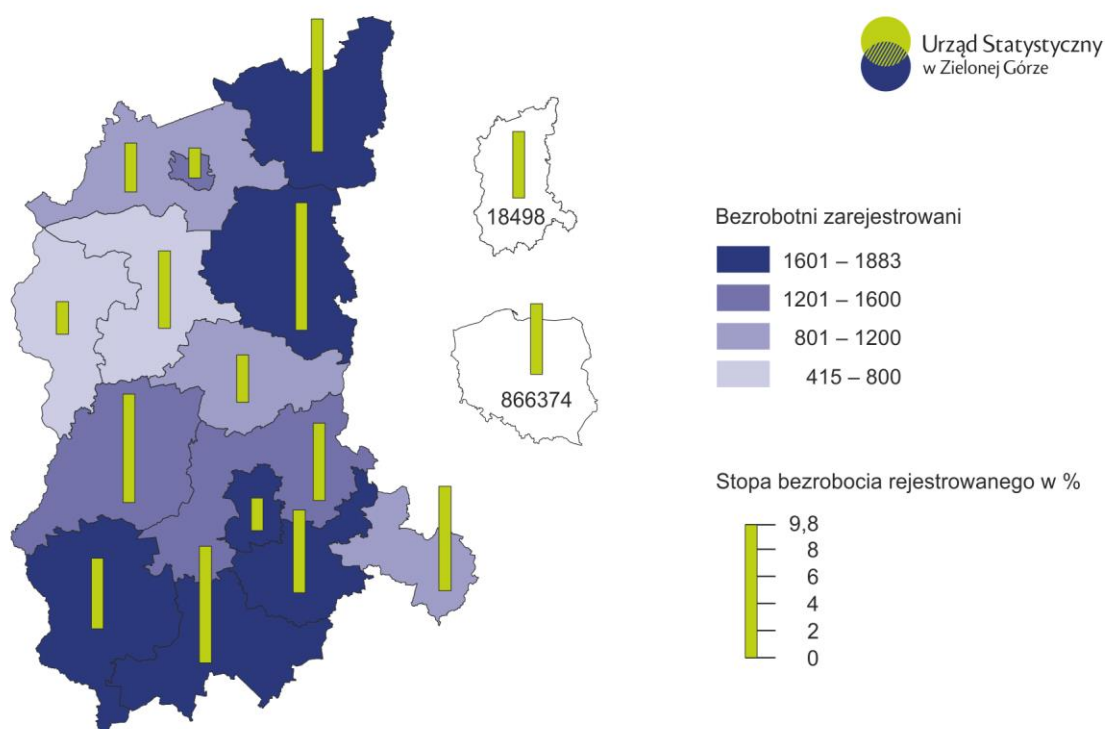 Urząd Statystyczny
w Zielonej Górze
18498
866374
Bezrobotni zarejestrowani
1601 – 1883
1201 – 1600
801 – 1200
415 – 800
Stopa bezrobocia rejestrowanego w %
9,8
8
6
4
2
0